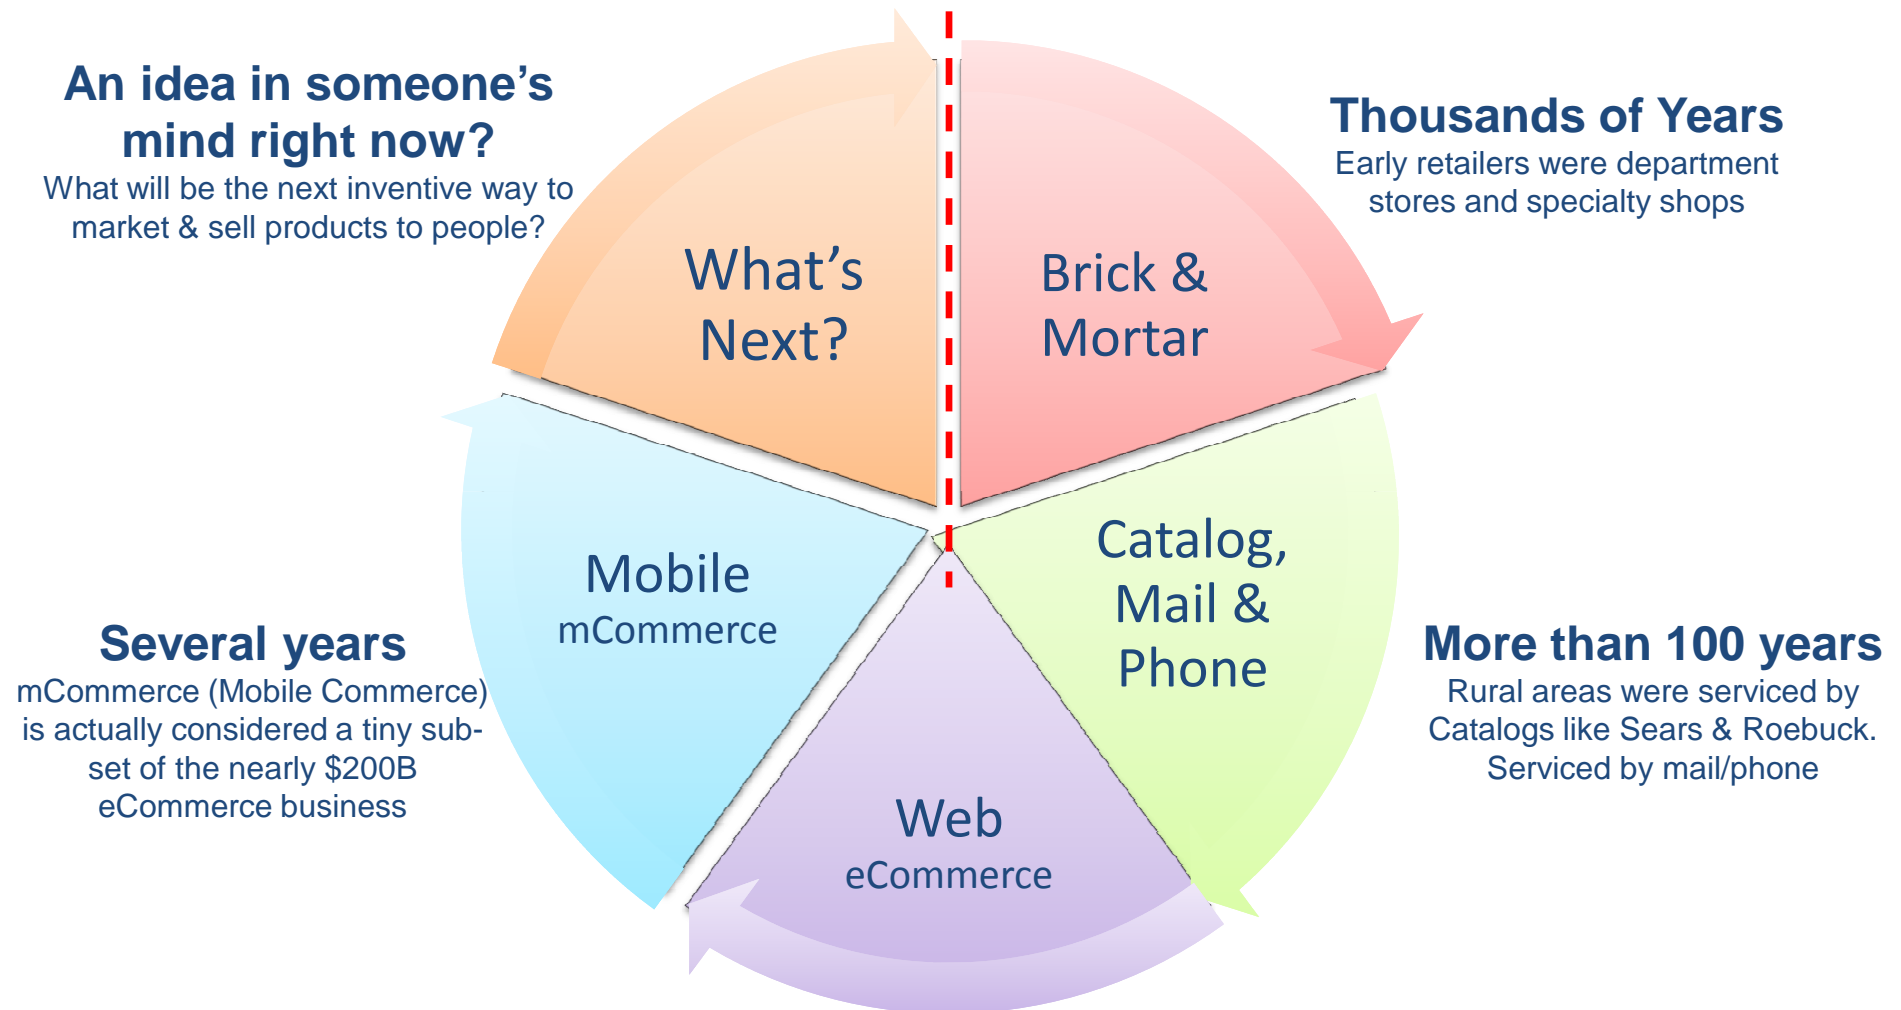 An idea in someone’s
mind right now?
What will be the next inventive way to
market & sell products to people?
Thousands of Years
Early retailers were department
stores and specialty shops
What’s
Next?
Brick &
Mortar
Catalog,
Mail &
Phone
Mobile
mCommerce
Web
eCommerce
Several years
mCommerce (Mobile Commerce)
is actually considered a tiny sub-
set of the nearly $200B
eCommerce business
More than 100 years
Rural areas were serviced by
Catalogs like Sears & Roebuck.
Serviced by mail/phone